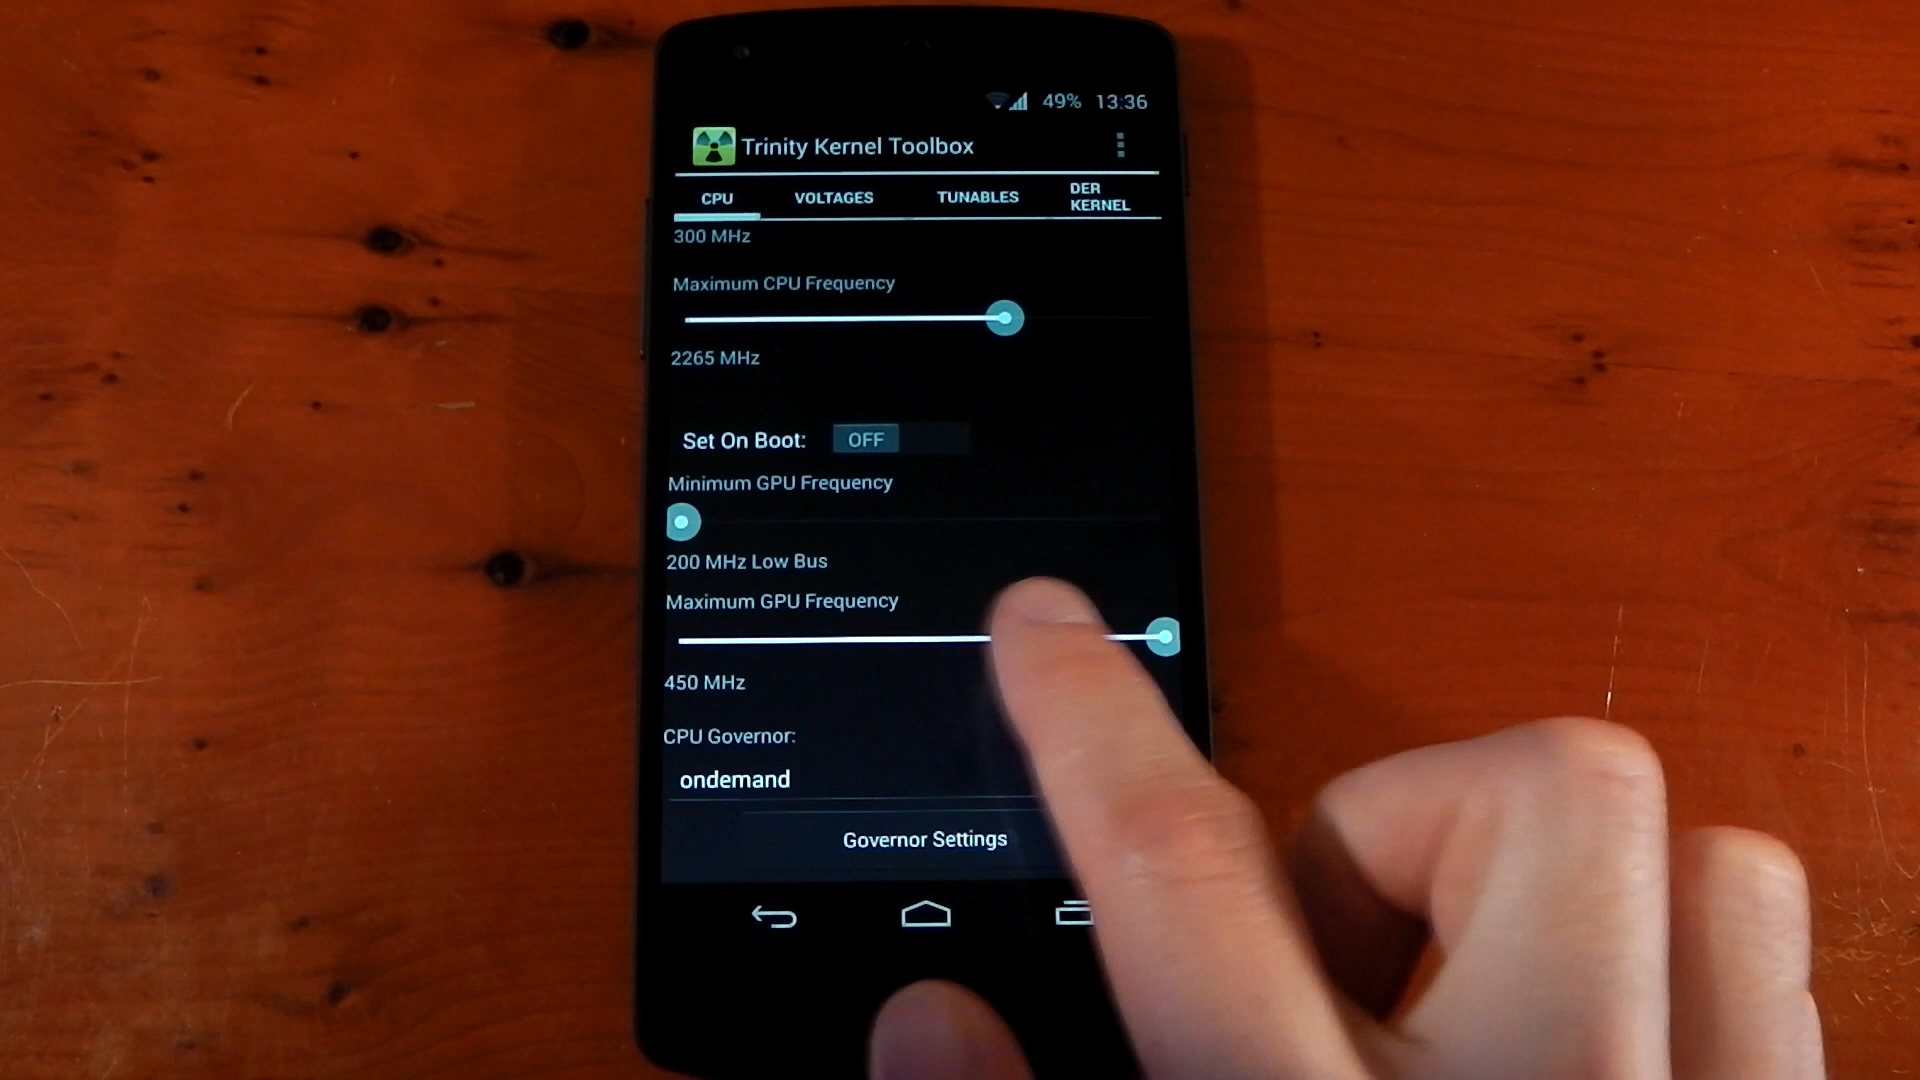 49% 13:36
Trinity Kernel Toolbox
CPU VOLTAGES TUNABLES DER KERNEL
300 MHz
Maximum CPU Frequency
2265 MHz
Set On Boot: OFF
Minimum GPU Frequency
200 MHz Low Bus
Maximum GPU Frequency
450 MHz
CPU Governor:
ondemand
Governor Settings